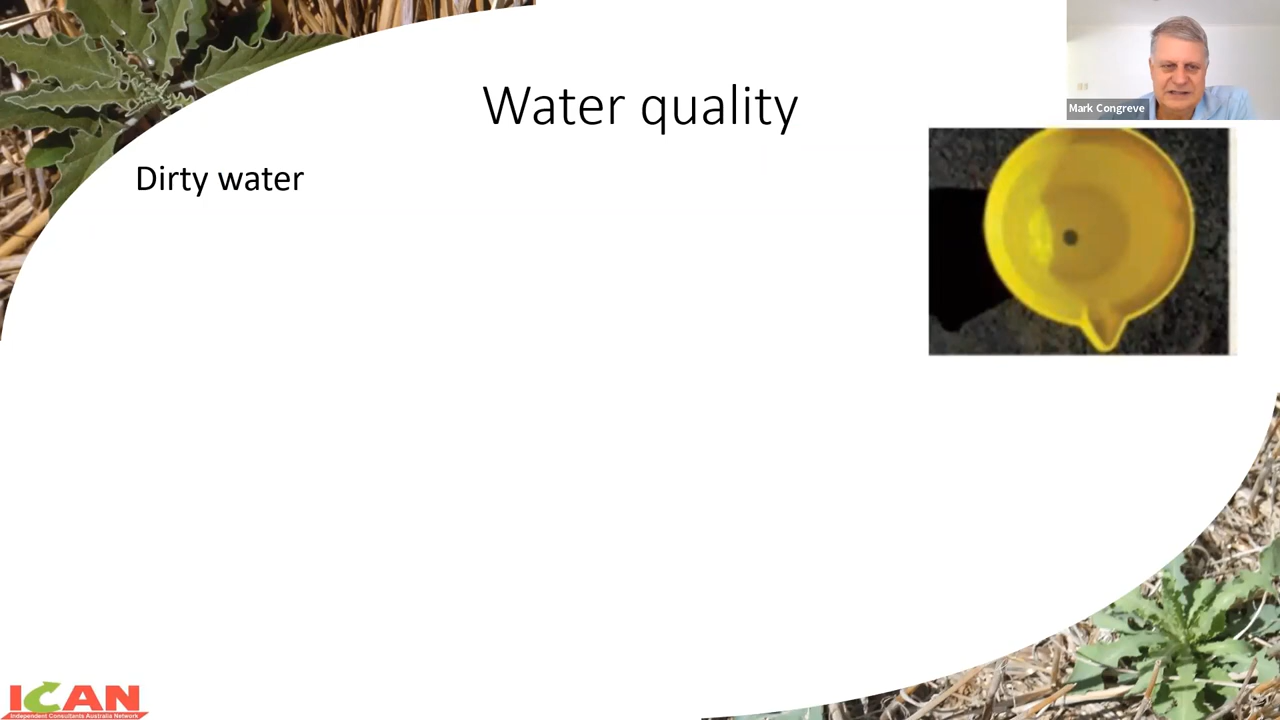 Water quality
Mark Congreve
Dirty water
ICAN
Independent Consultants Australia Network